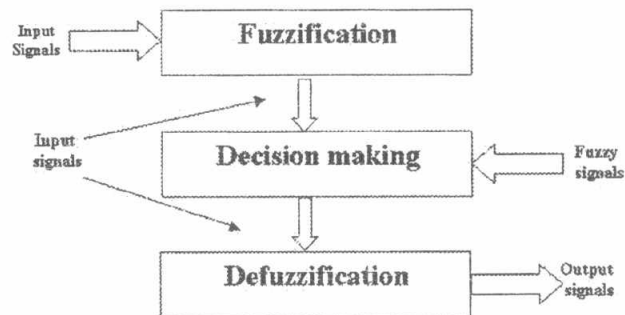 Input
Signals
Fuzzification
Input
signals
Decision making
Fuzzy
signals
Defuzzification
Output
signals